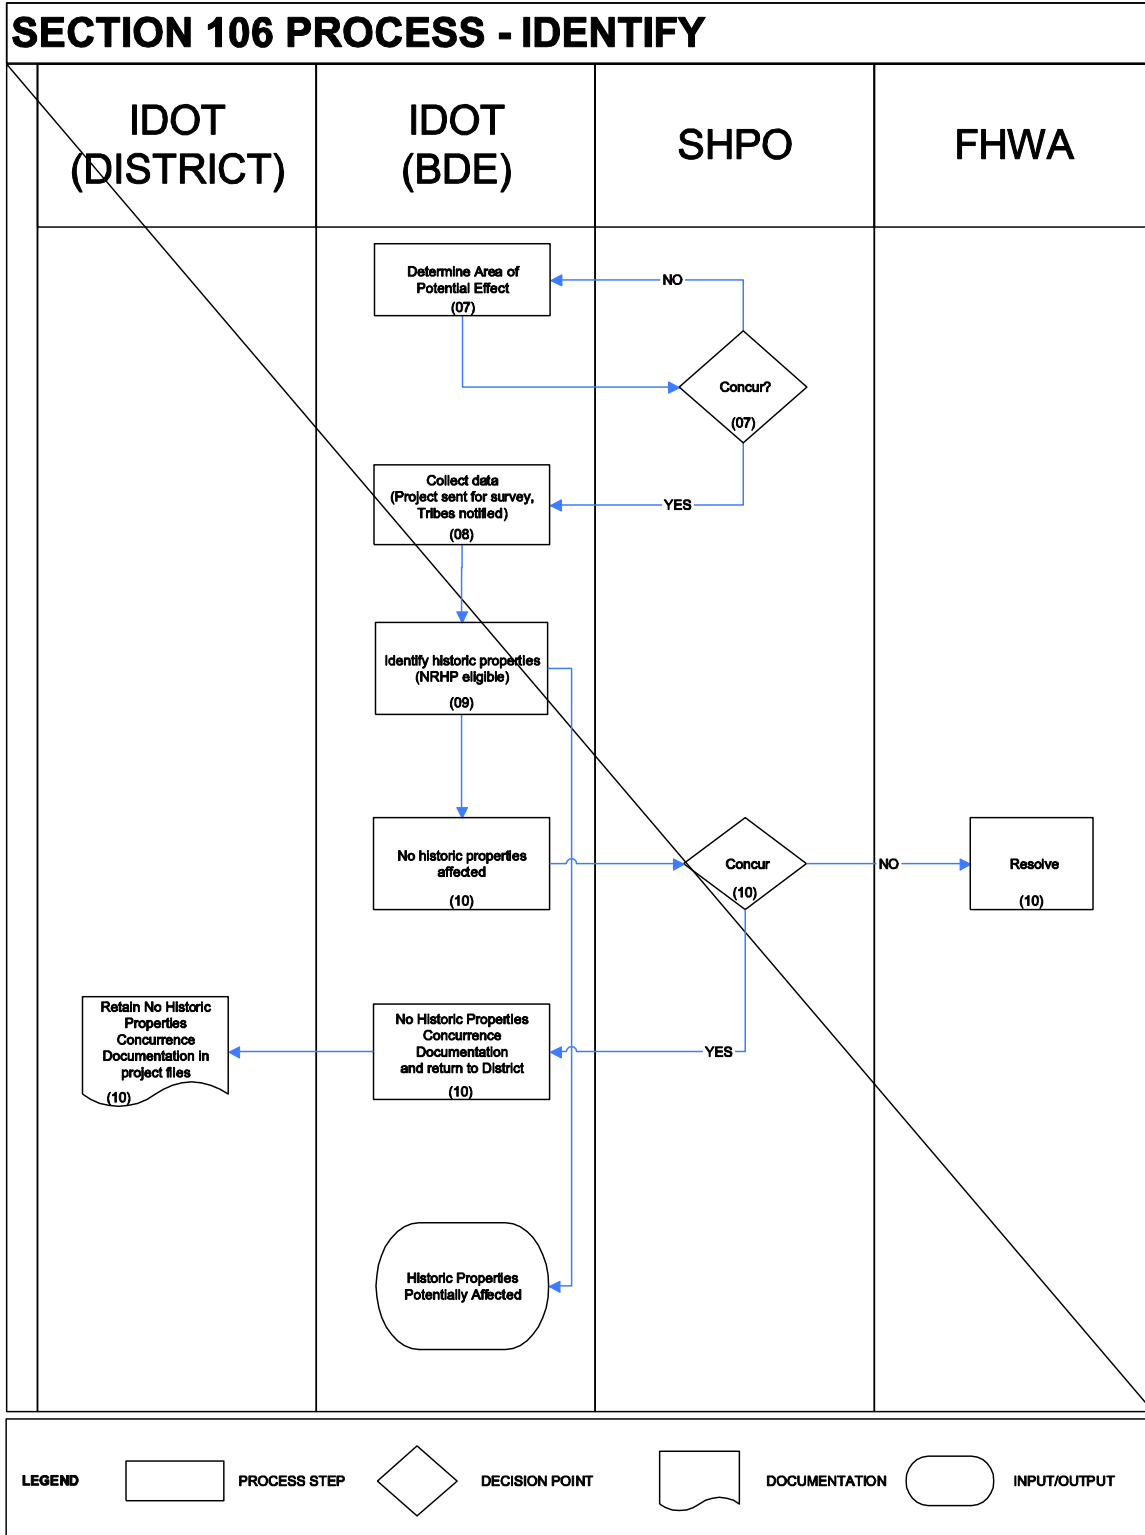 SECTION 106 PROCESS - IDENTIFY
IDOT
(DISTRICT)
IDOT
(BDE)
SHPO
FHWA
Determine Area of
Potential Effect
(07)
NO
Concur?
(07)
YES
Collect data
(Project sent for survey,
Tribes notified)
(08)
Identify historic properties
(NRHP eligible)
(09)
No historic properties
affected
(10)
Concur
(10)
NO
Resolve
(10)
YES
No Historic Properties
Concurrence
Documentation
and return to District
(10)
Retain No Historic
Properties
Concurrence
Documentation in
project files
(10)
Historic Properties
Potentially Affected
LEGEND
PROCESS STEP
DECISION POINT
DOCUMENTATION
INPUT/OUTPUT